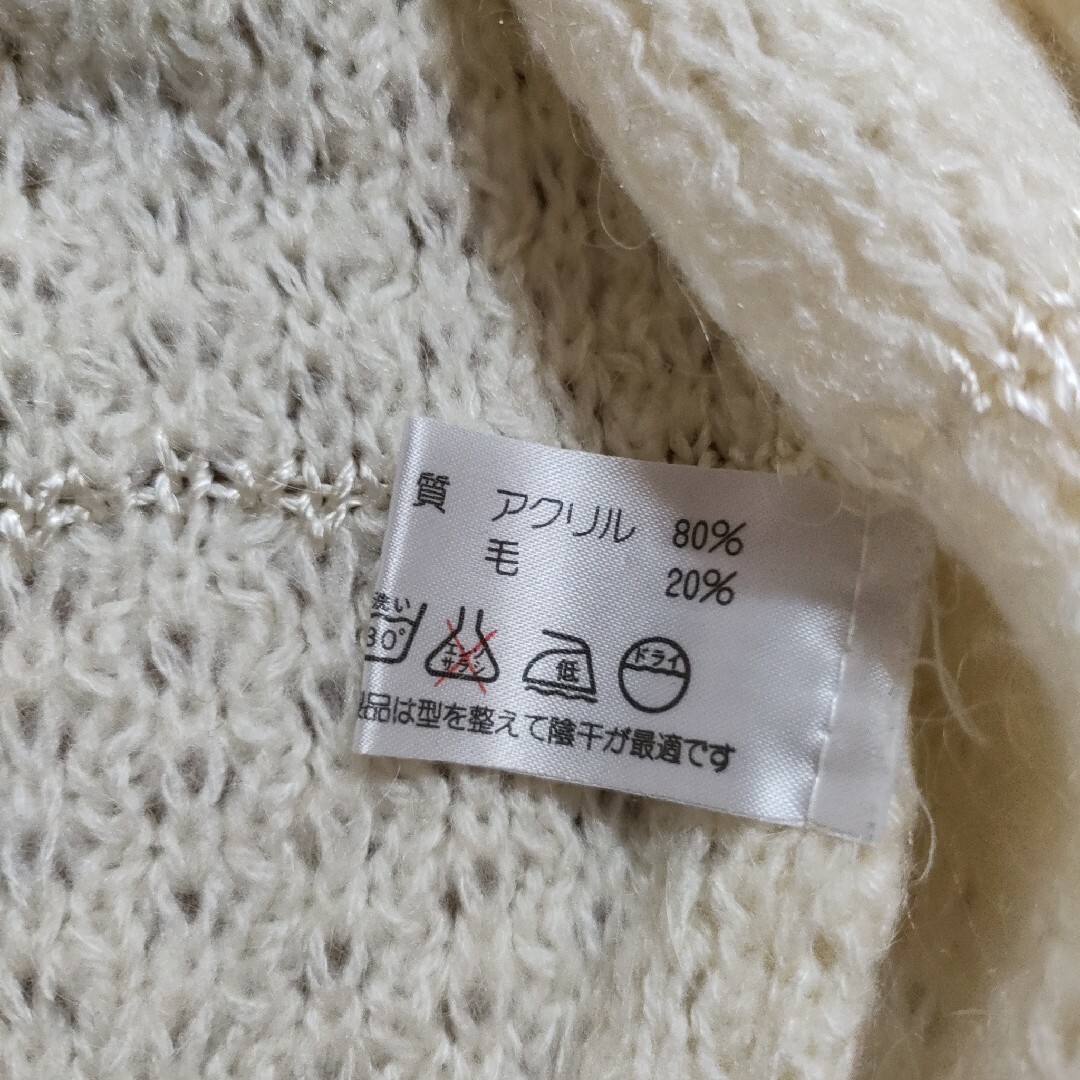 質 アクリル 80%
毛 20%
洗い
30°
エンソ
サラシ
低
ドライ
品は型を整えて陰干が最適です